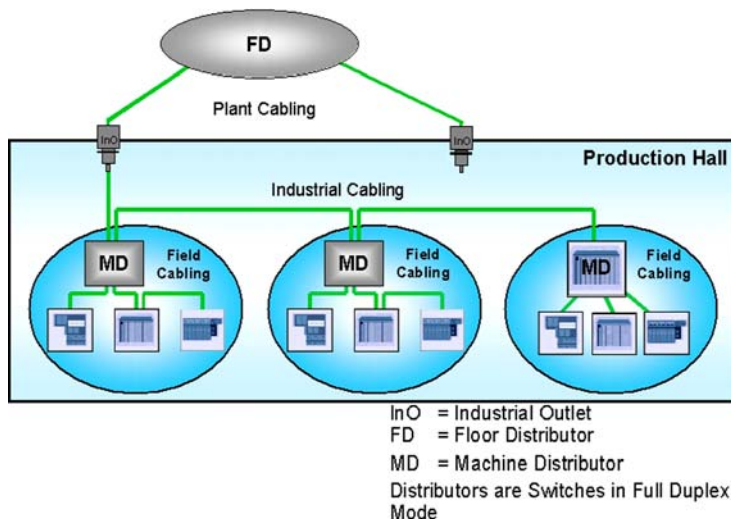 FD
Plant Cabling
InO
InO
Production Hall
Industrial Cabling
MD
Field
Cabling
MD
Field
Cabling
MD
Field
Cabling
InO = Industrial Outlet
FD = Floor Distributor
MD = Machine Distributor
Distributors are Switches in Full Duplex
Mode